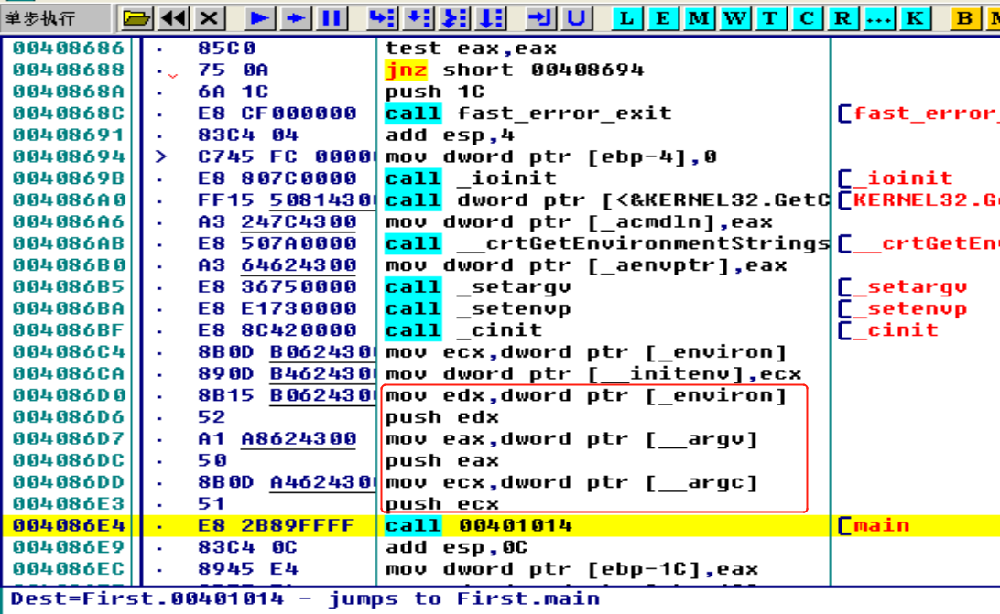 单步执行 L E M W T C R ... K B M
00408686 · 85C0 test eax,eax
00408688 · 75 0A jnz short 00408694
0040868A · 6A 1C push 1C
0040868C · E8 CF000000 call fast_error_exit [fast_error_
00408691 · 83C4 04 add esp,4
00408694 > C745 FC 0000 mov dword ptr [ebp-4],0
0040869B · E8 807C0000 call _ioinit [_ioinit
004086A0 · FF15 50814300 call dword ptr [<&KERNEL32.GetC [KERNEL32.Ge
004086A6 · A3 247C4300 mov dword ptr [_acmdln],eax
004086AB · E8 507A0000 call __crtGetEnvironmentStrings [__crtGetEnv
004086B0 · A3 64624300 mov dword ptr [_aenvptr],eax
004086B5 · E8 36750000 call _setargv [_setargv
004086BA · E8 E1730000 call _setenvp [_setenvp
004086BF · E8 8C420000 call _cinit [_cinit
004086C4 · 8B0D B0624300 mov ecx,dword ptr [_environ]
004086CA · 890D B4624300 mov dword ptr [__initenv],ecx
004086D0 · 8B15 B0624300 mov edx,dword ptr [_environ]
004086D6 · 52 push edx
004086D7 · A1 A8624300 mov eax,dword ptr [__argv]
004086DC · 50 push eax
004086DD · 8B0D A4624300 mov ecx,dword ptr [__argc]
004086E3 · 51 push ecx
004086E4 · E8 2B89FFFF call 00401014 [main
004086E9 · 83C4 0C add esp,0C
004086EC · 8945 E4 mov dword ptr [ebp-1C],eax
Dest=First.00401014 - jumps to First.main